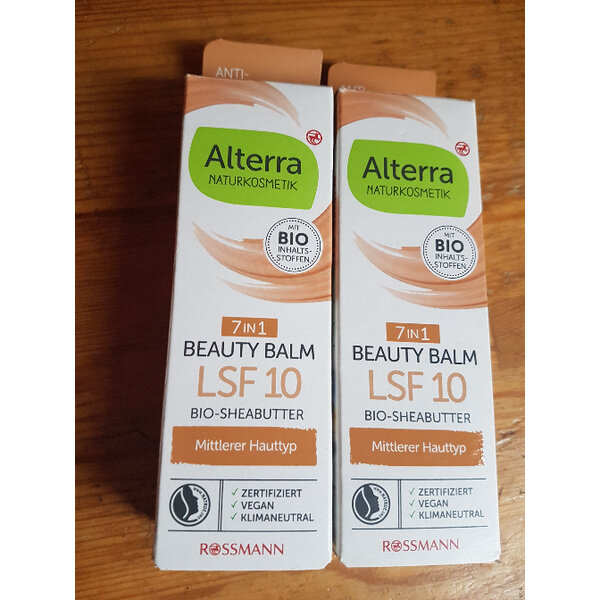 ANTI-
Alterra
NATURKOSMETIK
MIT
BIO
INHALTS-
STOFFEN
7 IN 1
BEAUTY BALM
LSF 10
BIO-SHEABUTTER
Mittlerer Hauttyp
✓ ZERTIFIZIERT
✓ VEGAN
✓ KLIMANEUTRAL
ROSSMANN
Alterra
NATURKOSMETIK
MIT
BIO
INHALTS-
STOFFEN
7 IN 1
BEAUTY BALM
LSF 10
BIO-SHEABUTTER
Mittlerer Hauttyp
✓ ZERTIFIZIERT
✓ VEGAN
✓ KLIMANEUTRAL
ROSSMANN